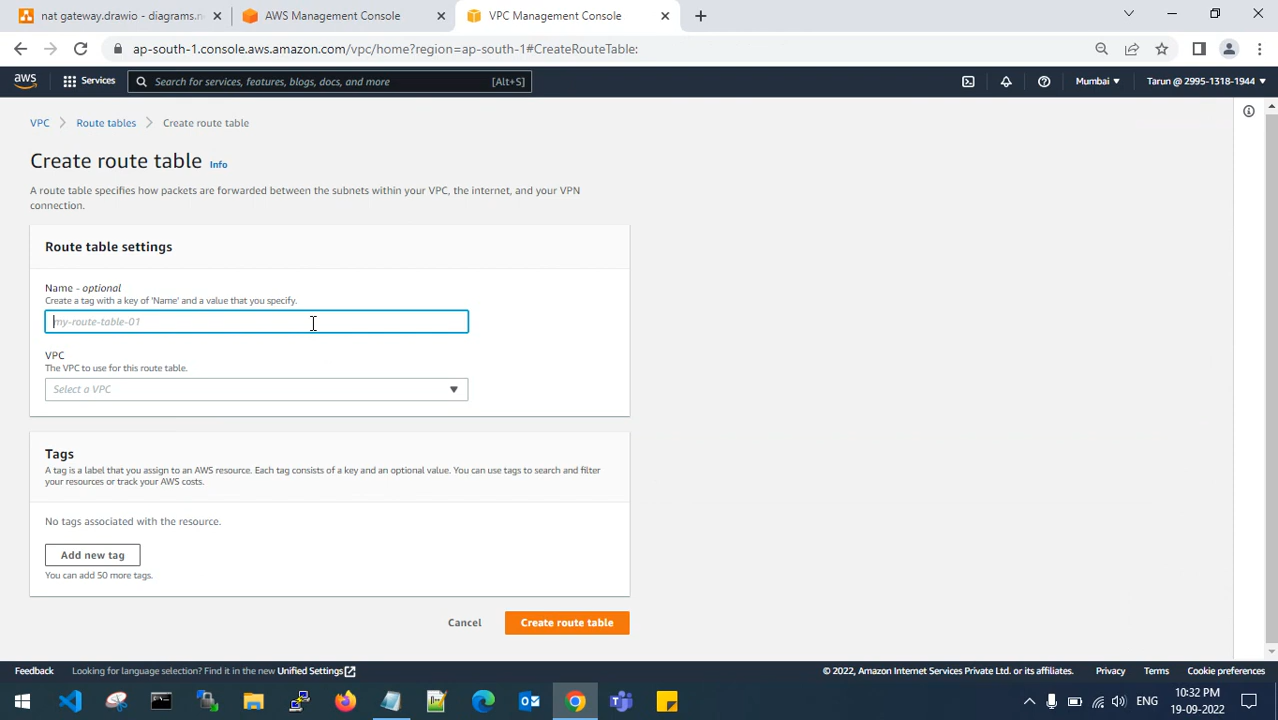 nat gateway.drawio - diagrams.ne
AWS Management Console
VPC Management Console
ap-south-1.console.aws.amazon.com/vpc/home?region=ap-south-1#CreateRouteTable:
aws
Services
Search for services, features, blogs, docs, and more
[Alt+S]
Mumbai
Tarun @ 2995-1318-1944
VPC
Route tables
Create route table
Create route table Info
A route table specifies how packets are forwarded between the subnets within your VPC, the internet, and your VPN
connection.
Route table settings
Name - optional
Create a tag with a key of 'Name' and a value that you specify.
my-route-table-01
VPC
The VPC to use for this route table.
Select a VPC
Tags
A tag is a label that you assign to an AWS resource. Each tag consists of a key and an optional value. You can use tags to search and filter
your resources or track your AWS costs.
No tags associated with the resource.
Add new tag
You can add 50 more tags.
Cancel
Create route table
Feedback
Looking for language selection? Find it in the new Unified Settings
© 2022, Amazon Internet Services Private Ltd. or its affiliates.
Privacy
Terms
Cookie preferences
ENG
10:32 PM
19-09-2022